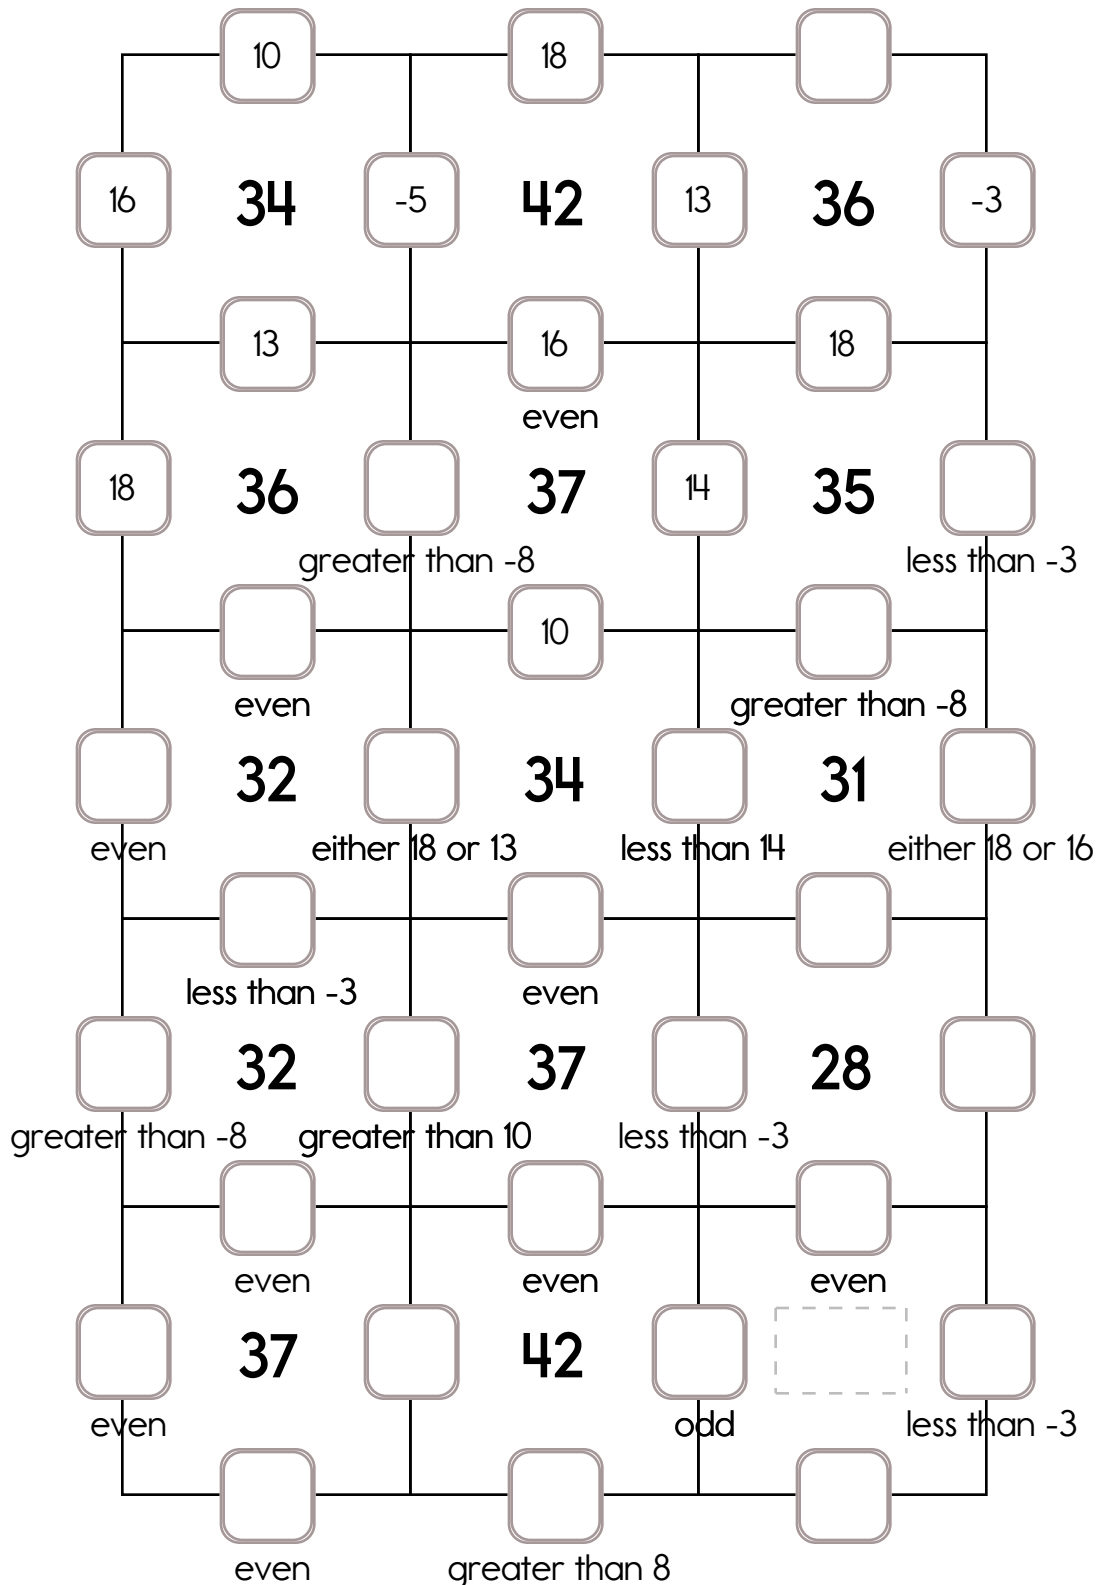 10 18
16 34 -5 42 13 36 -3
13 16 18
even
18 36 37 14 35
greater than -8 less than -3
10
even greater than -8
32 34 31
even either 18 or 13 less than 14 either 18 or 16
less than -3 even
32 37 28
greater than -8 greater than 10 less than -3
even even even
37 42
even odd less than -3
even greater than 8